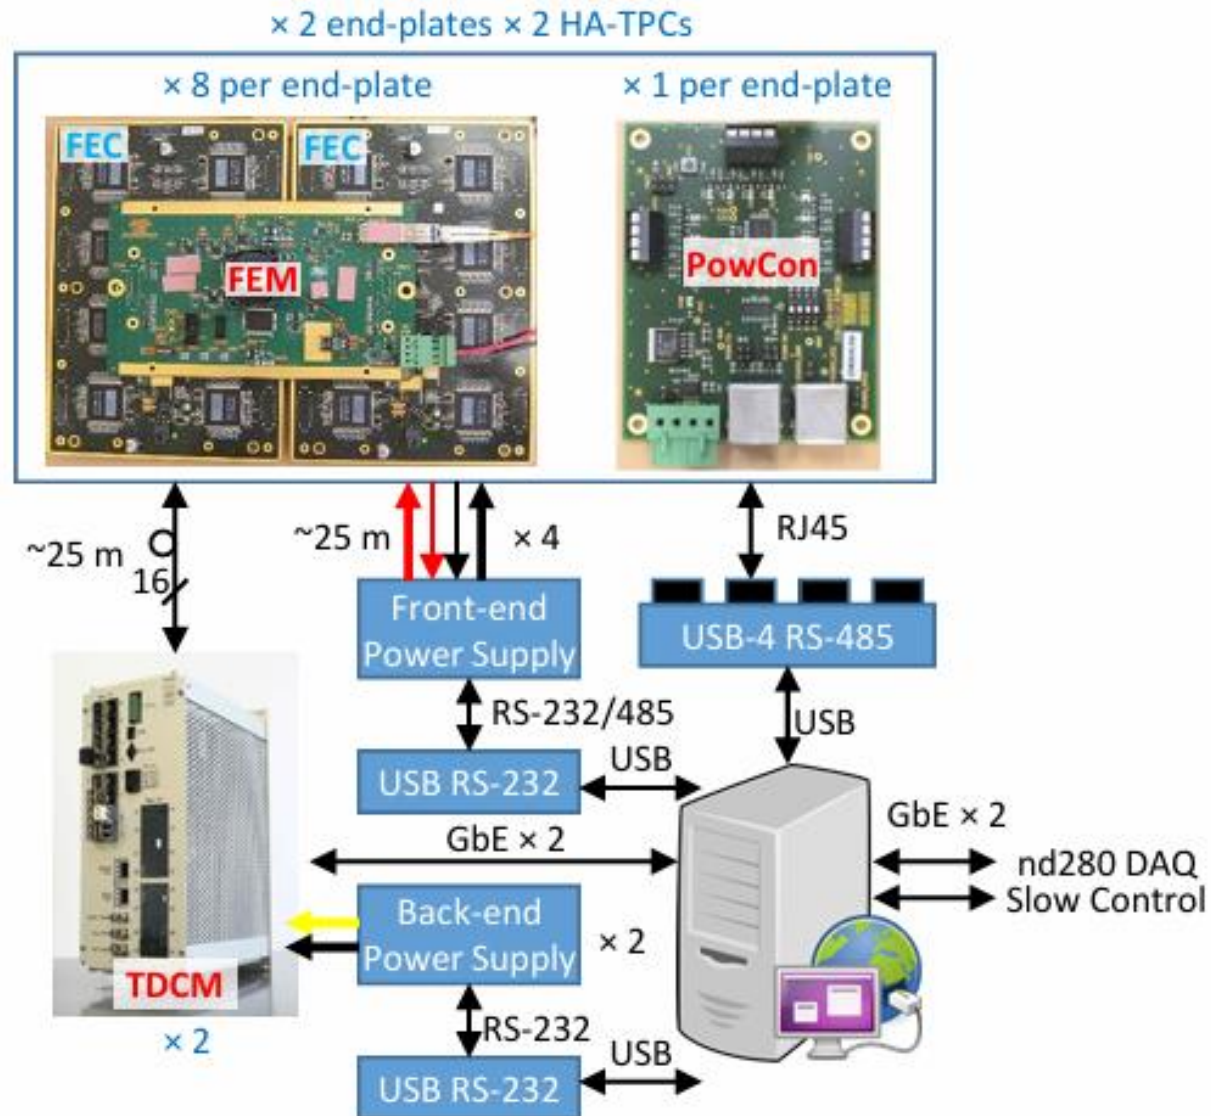 × 2 end-plates × 2 HA-TPCs
× 8 per end-plate
× 1 per end-plate
FEC
FEC
FEM
PowCon
~25 m
16
~25 m
× 4
RJ45
Front-end
Power Supply
USB-4 RS-485
RS-232/485
USB
USB RS-232
USB
GbE × 2
GbE × 2
nd280 DAQ
Slow Control
Back-end
Power Supply
× 2
TDCM
× 2
RS-232
USB
USB RS-232